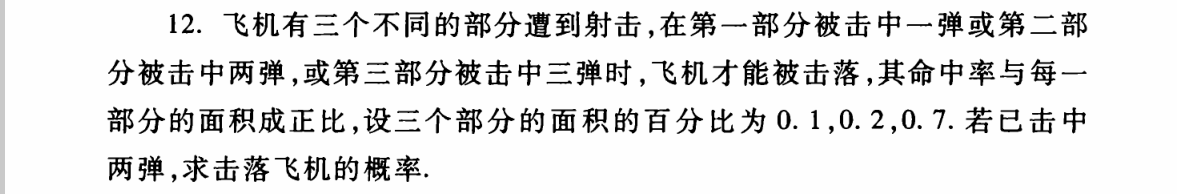 12. 飞机有三个不同的部分遭到射击,在第一部分被击中一弹或第二部
分被击中两弹,或第三部分被击中三弹时,飞机才能被击落,其命中率与每一
部分的面积成正比,设三个部分的面积的百分比为 0. 1,0. 2,0. 7. 若已击中
两弹,求击落飞机的概率.